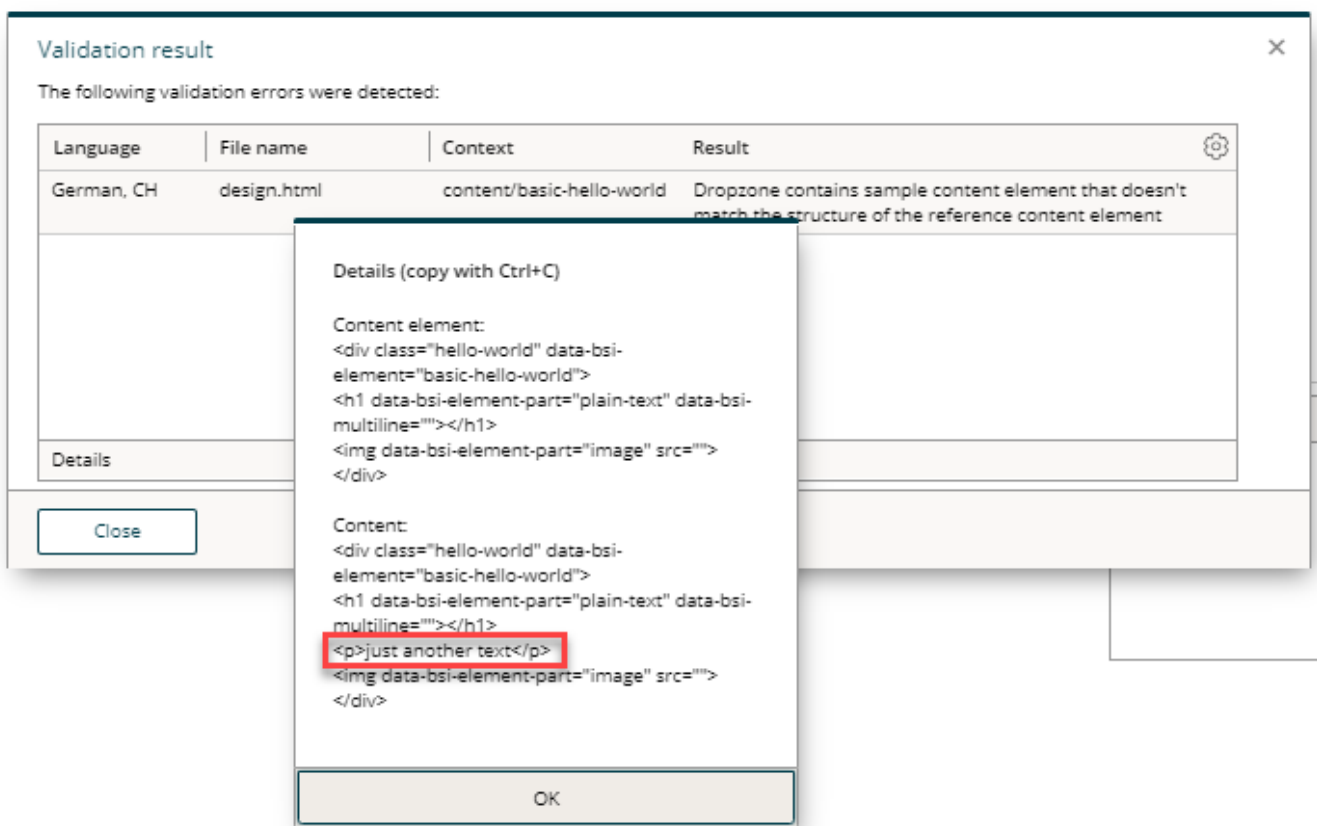 Validation result
The following validation errors were detected:
Language File name Context Result
German, CH design.html content/basic-hello-world Dropzone contains sample content element that doesn't
match the structure of the reference content element
Details (copy with Ctrl+C)
Content element:
<div class="hello-world" data-bsi-
element="basic-hello-world">
<h1 data-bsi-element-part="plain-text" data-bsi-
multiline=""></h1>
<img data-bsi-element-part="image" src="">
</div>
Details
Close
Content:
<div class="hello-world" data-bsi-
element="basic-hello-world">
<h1 data-bsi-element-part="plain-text" data-bsi-
multiline=""></h1>
<p>just another text</p>
<img data-bsi-element-part="image" src="">
</div>
OK